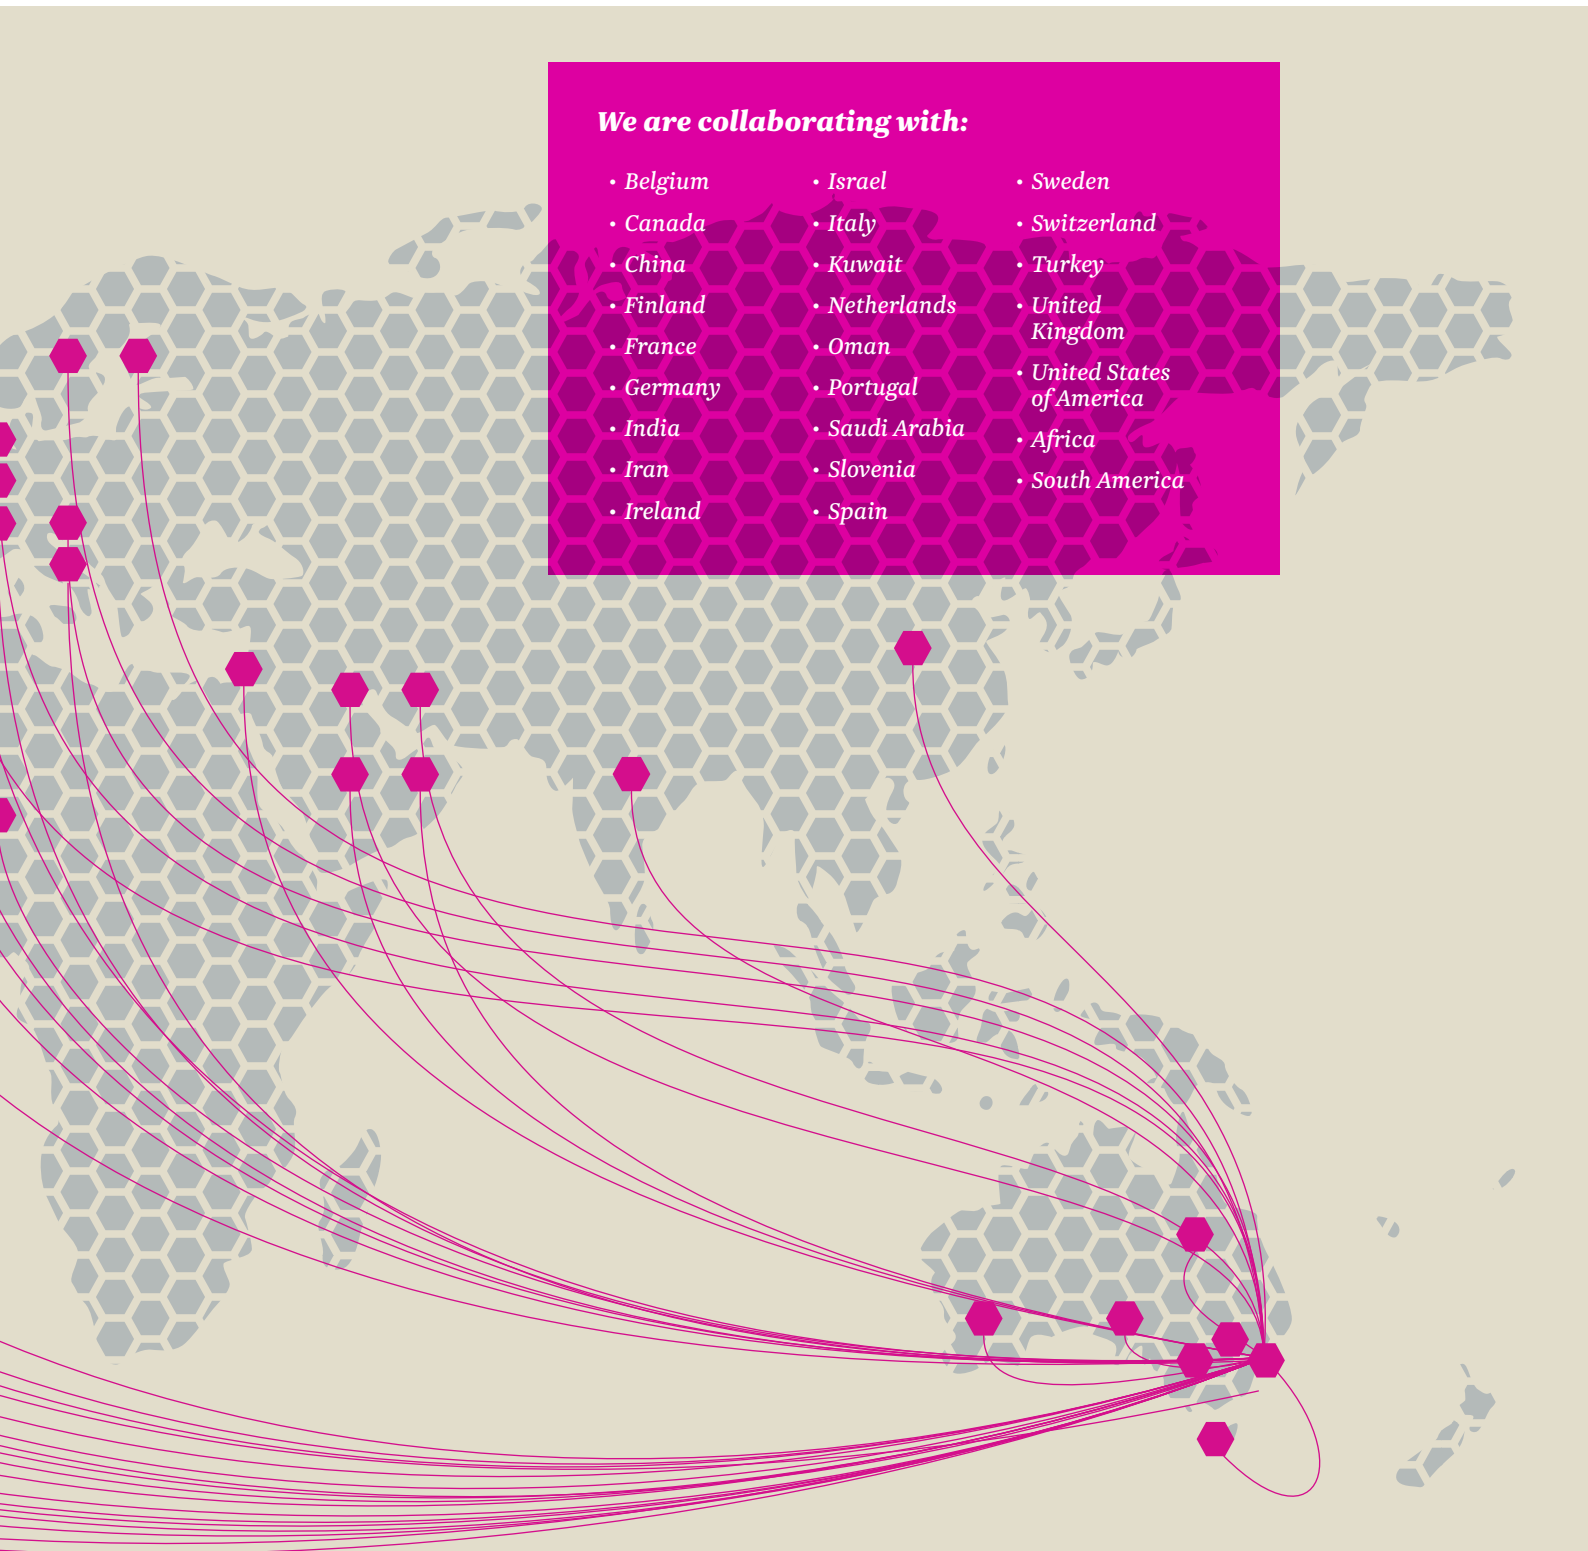 We are collaborating with:
• Belgium
• Canada
• China
• Finland
• France
• Germany
• India
• Iran
• Ireland
• Israel
• Italy
• Kuwait
• Netherlands
• Oman
• Portugal
• Saudi Arabia
• Slovenia
• Spain
• Sweden
• Switzerland
• Turkey
• United
Kingdom
• United States
of America
• Africa
• South America